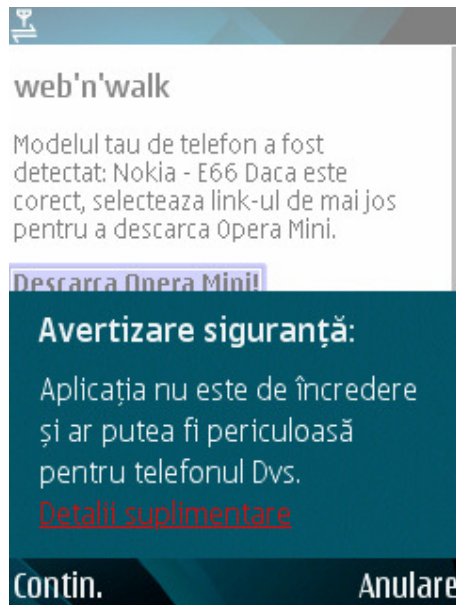 web'n'walk
Modelul tau de telefon a fost
detectat: Nokia - E66 Daca este
corect, selecteaza link-ul de mai jos
pentru a descarca Opera Mini.
Descarca Opera Mini!
Avertizare siguranță:
Aplicația nu este de încredere
și ar putea fi periculoasă
pentru telefonul Dvs.
Detalii suplimentare
Contin. Anulare